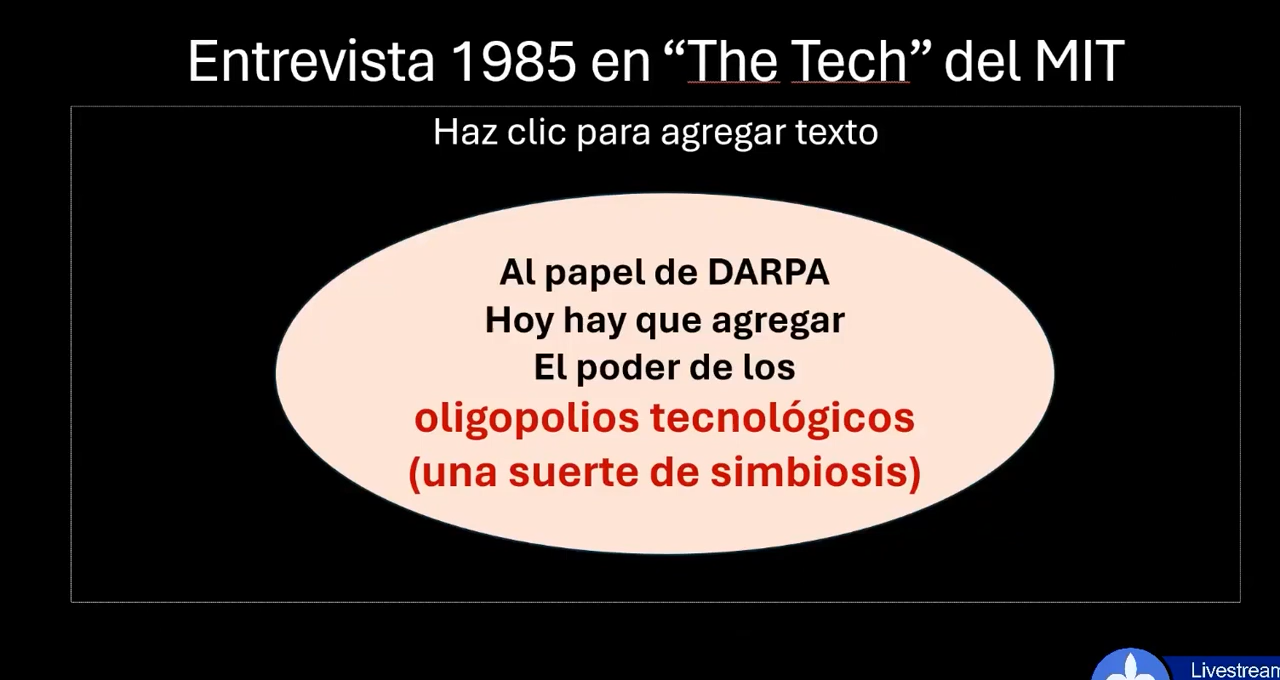 Entrevista 1985 en “The Tech” del MIT
Haz clic para agregar texto
Al papel de DARPA
Hoy hay que agregar
El poder de los
oligopolios tecnológicos
(una suerte de simbiosis)
Livestream